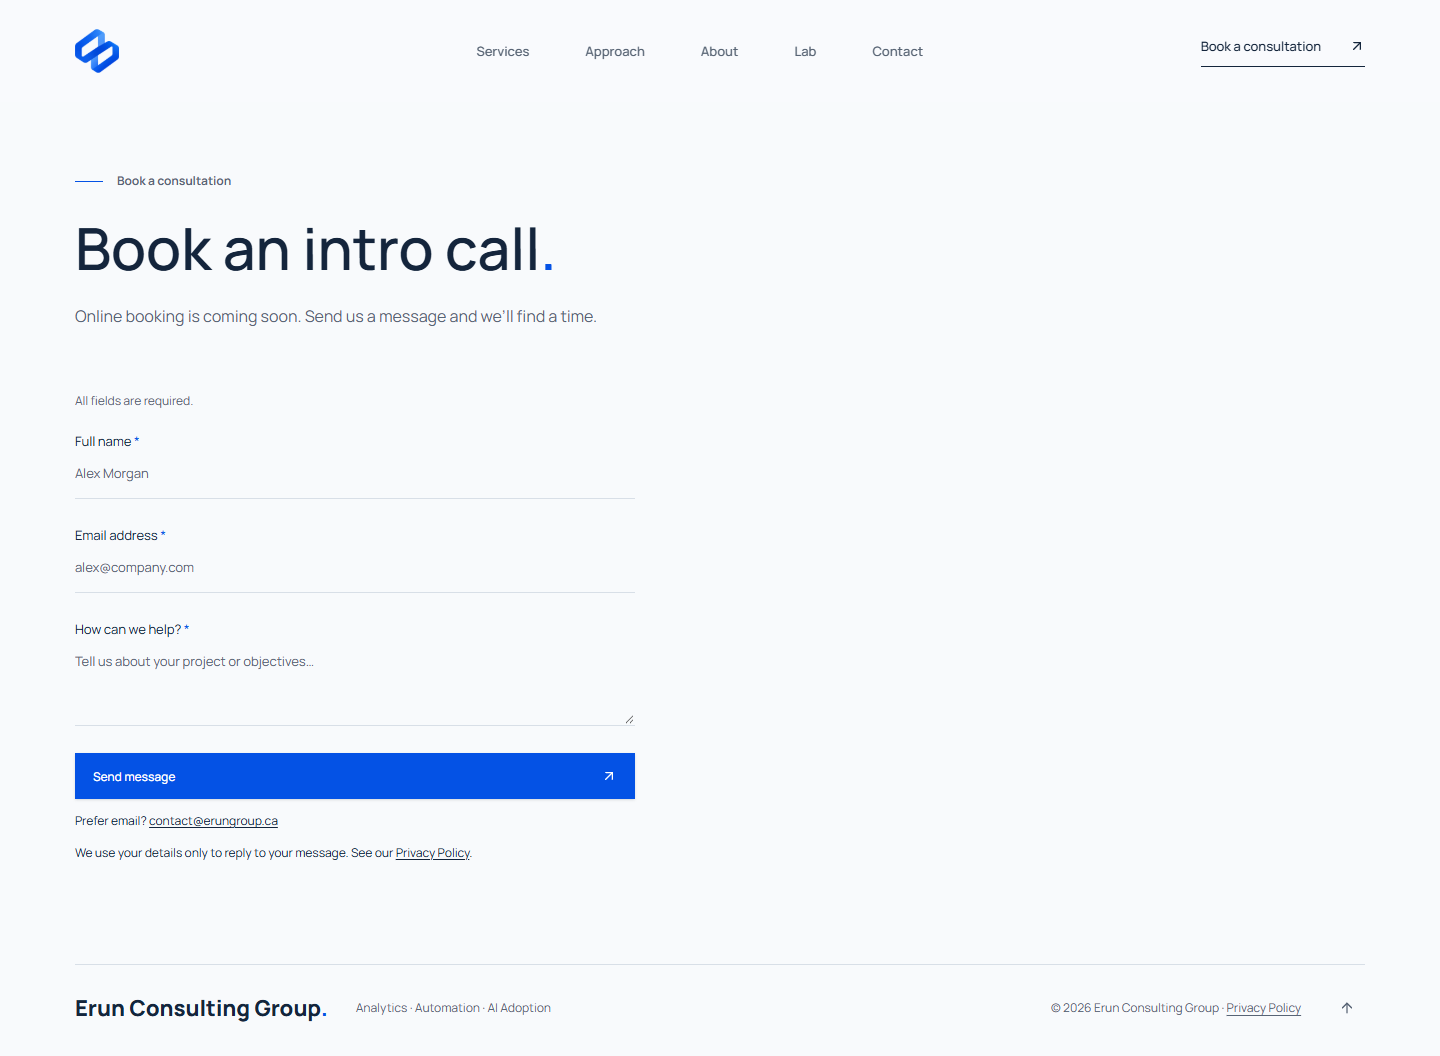 Services
Approach
About
Lab
Contact
Book a consultation
Book a consultation
Book an intro call.
Online booking is coming soon. Send us a message and we'll find a time.
All fields are required.
Full name *
Alex Morgan
Email address *
alex@company.com
How can we help? *
Tell us about your project or objectives...
Send message
Prefer email? contact@erungroup.ca
We use your details only to reply to your message. See our Privacy Policy.
Erun Consulting Group.
Analytics · Automation · AI Adoption
© 2026 Erun Consulting Group · Privacy Policy